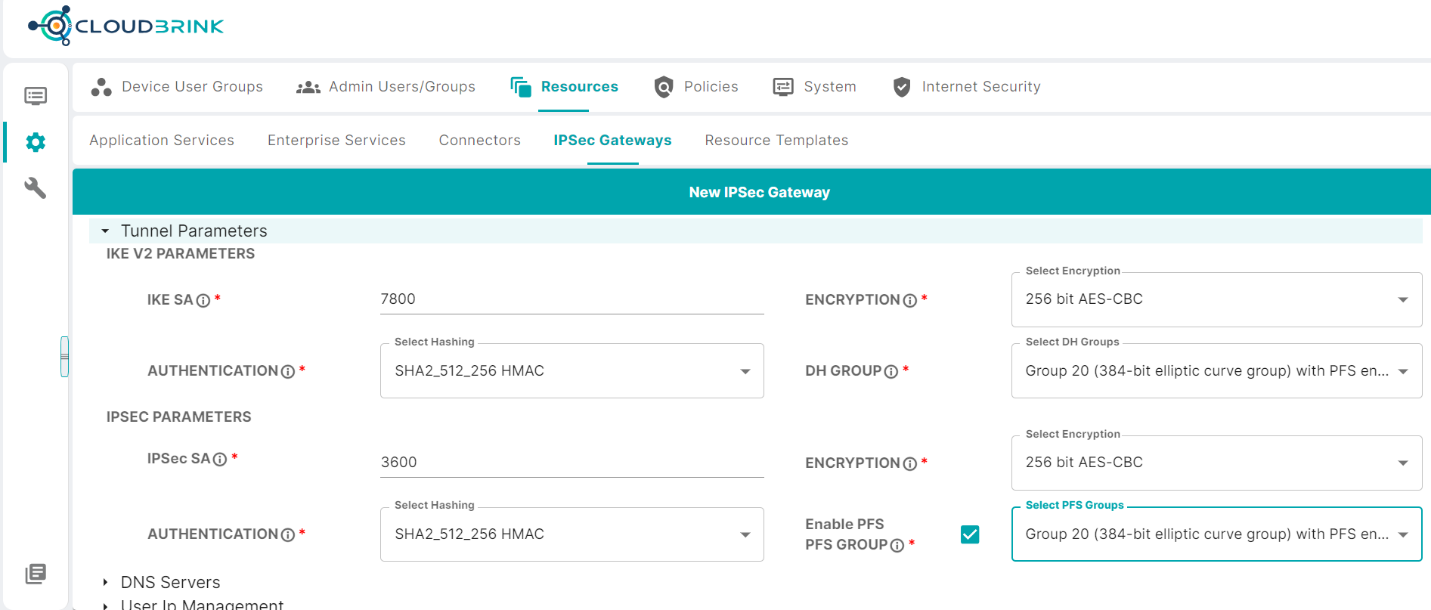 CLOUDBRINK
Device User Groups Admin Users/Groups Resources Policies System Internet Security
Application Services Enterprise Services Connectors IPSec Gateways Resource Templates
New IPSec Gateway
Tunnel Parameters
IKE V2 PARAMETERS
Select Encryption
IKE SA * 7800 ENCRYPTION * 256 bit AES-CBC
Select Hashing Select DH Groups
AUTHENTICATION * SHA2_512_256 HMAC DH GROUP * Group 20 (384-bit elliptic curve group) with PFS en...
IPSEC PARAMETERS
Select Encryption
IPSec SA * 3600 ENCRYPTION * 256 bit AES-CBC
Select Hashing Select PFS Groups
AUTHENTICATION * SHA2_512_256 HMAC Enable PFS Group 20 (384-bit elliptic curve group) with PFS en...
PFS GROUP *
DNS Servers
User Ip Management